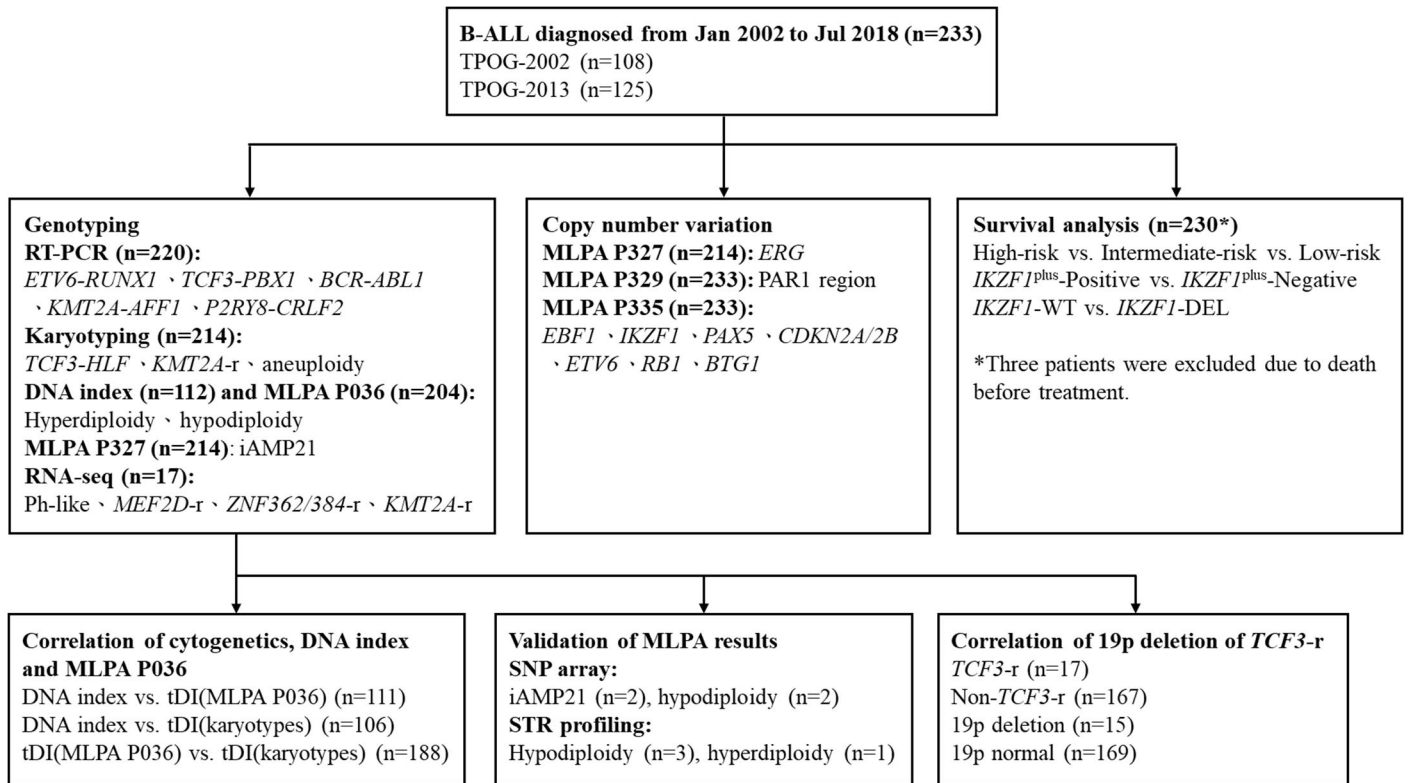 B-ALL diagnosed from Jan 2002 to Jul 2018 (n=233)
TPOG-2002 (n=108)
TPOG-2013 (n=125)
Genotyping
RT-PCR (n=220):
ETV6-RUNX1、TCF3-PBX1、BCR-ABL1
、KMT2A-AFF1、P2RY8-CRLF2
Karyotyping (n=214):
TCF3-HLF、KMT2A-r、aneuploidy
DNA index (n=112) and MLPA P036 (n=204):
Hyperdiploidy、hypodiploidy
MLPA P327 (n=214): iAMP21
RNA-seq (n=17):
Ph-like、MEF2D-r、ZNF362/384-r、KMT2A-r
Copy number variation
MLPA P327 (n=214): ERG
MLPA P329 (n=233): PAR1 region
MLPA P335 (n=233):
EBF1、IKZF1、PAX5、CDKN2A/2B
、ETV6、RB1、BTG1
Survival analysis (n=230*)
High-risk vs. Intermediate-risk vs. Low-risk
IKZF1plus-Positive vs. IKZF1plus-Negative
IKZF1-WT vs. IKZF1-DEL
*Three patients were excluded due to death
before treatment.
Correlation of cytogenetics, DNA index
and MLPA P036
DNA index vs. tDI(MLPA P036) (n=111)
DNA index vs. tDI(karyotypes) (n=106)
tDI(MLPA P036) vs. tDI(karyotypes) (n=188)
Validation of MLPA results
SNP array:
iAMP21 (n=2), hypodiploidy (n=2)
STR profiling:
Hypodiploidy (n=3), hyperdiploidy (n=1)
Correlation of 19p deletion of TCF3-r
TCF3-r (n=17)
Non-TCF3-r (n=167)
19p deletion (n=15)
19p normal (n=169)